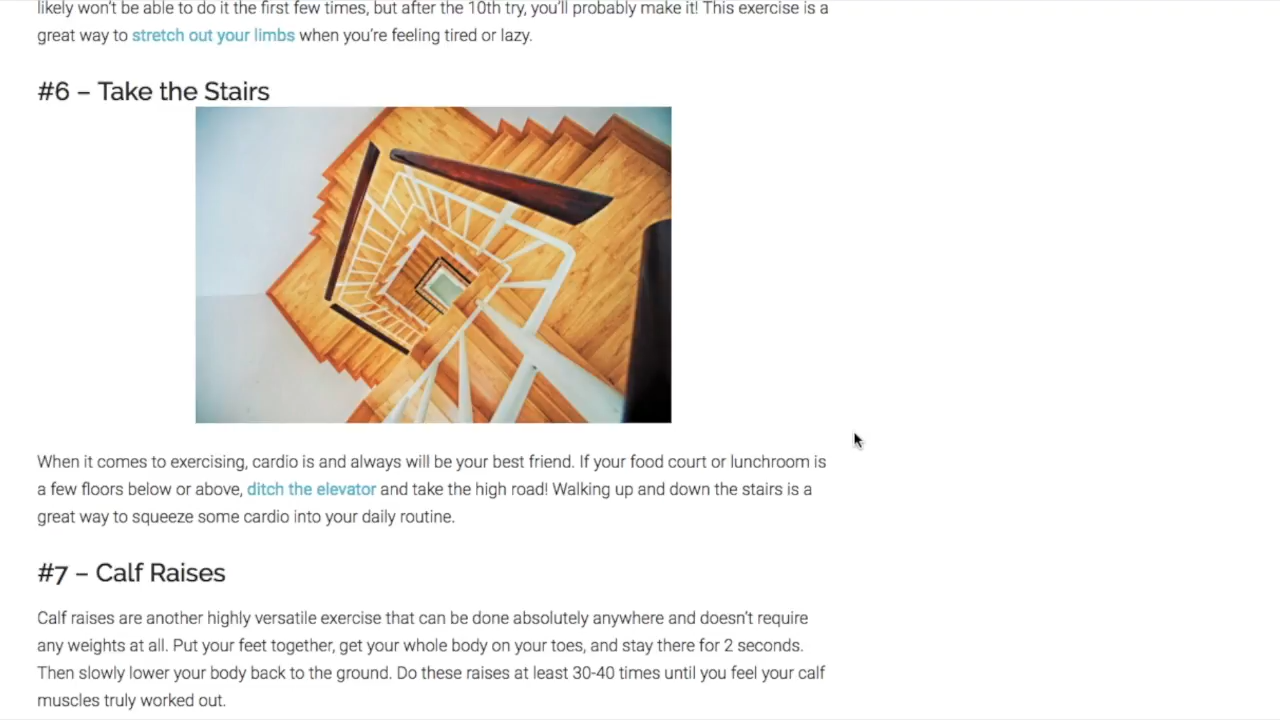 likely won't be able to do it the first few times, but after the 10th try, you'll probably make it! This exercise is a
great way to stretch out your limbs when you're feeling tired or lazy.
#6 – Take the Stairs
When it comes to exercising, cardio is and always will be your best friend. If your food court or lunchroom is
a few floors below or above, ditch the elevator and take the high road! Walking up and down the stairs is a
great way to squeeze some cardio into your daily routine.
#7 – Calf Raises
Calf raises are another highly versatile exercise that can be done absolutely anywhere and doesn't require
any weights at all. Put your feet together, get your whole body on your toes, and stay there for 2 seconds.
Then slowly lower your body back to the ground. Do these raises at least 30-40 times until you feel your calf
muscles truly worked out.